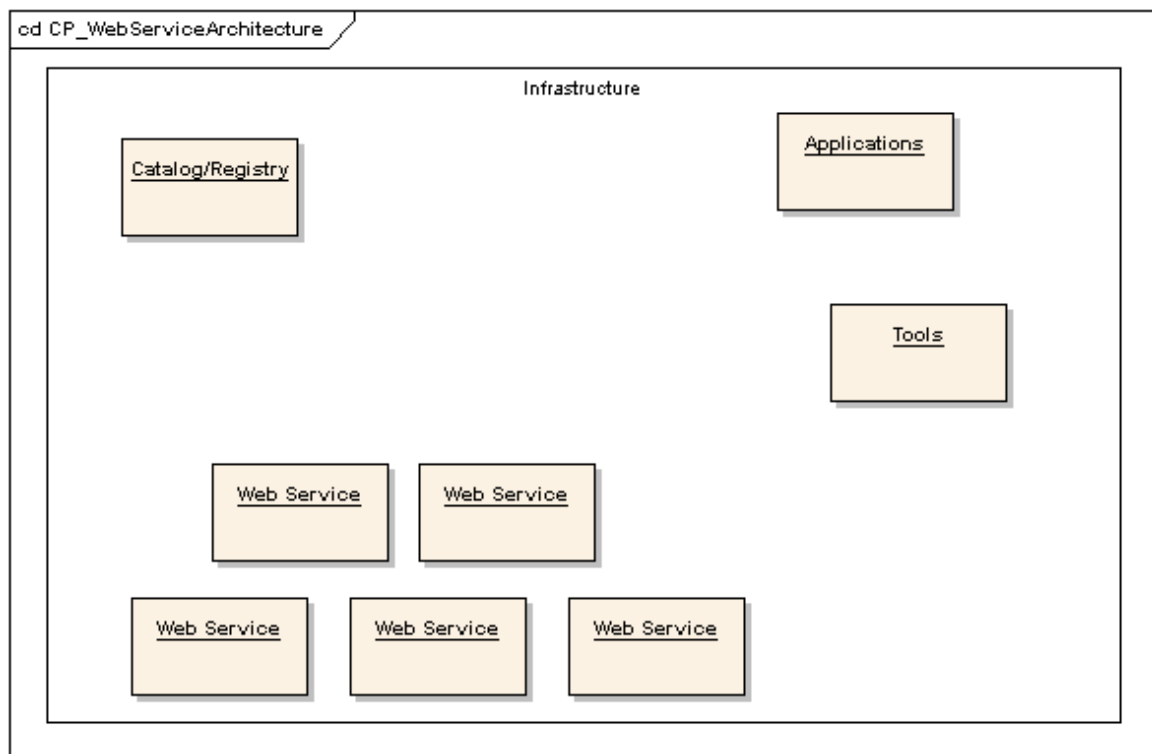 cd CP_WebServiceArchitecture
Infrastructure
Applications
Catalog/Registry
Tools
Web Service
Web Service
Web Service
Web Service
Web Service